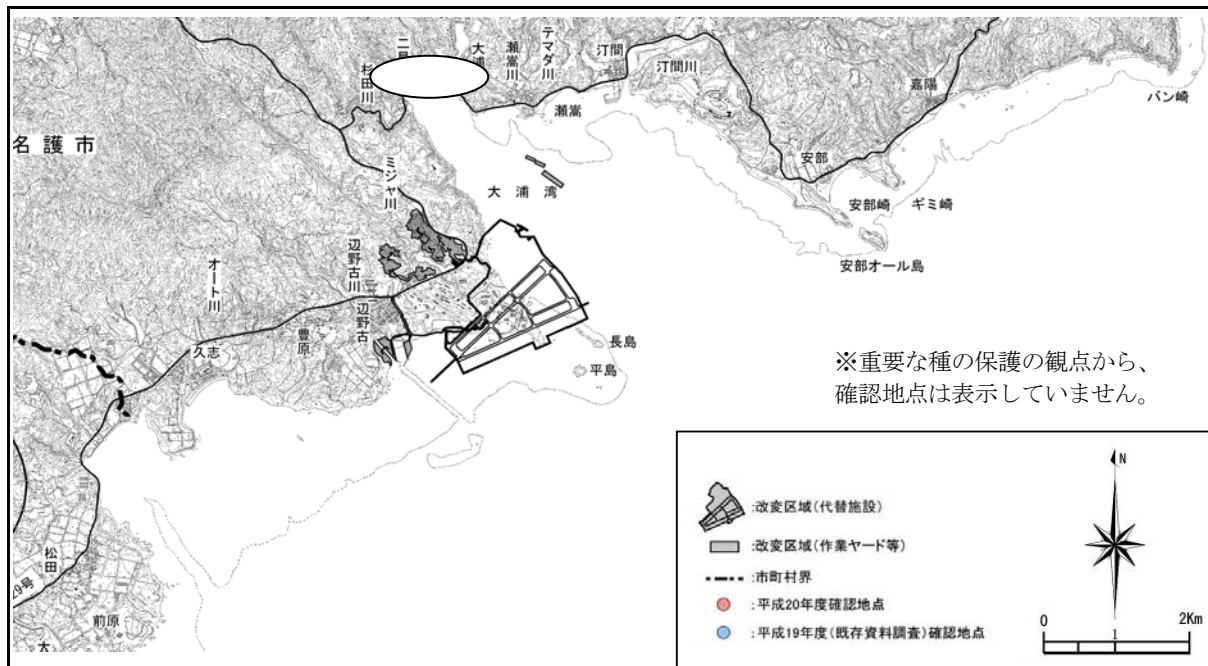 二見
杉田川
大浦
瀬嵩川
テマダ川
汀間
汀間川
嘉陽
バン崎
瀬嵩
名護市
ミジャ川
大浦湾
安部
安部崎
ギミ崎
安部オール島
辺野古川
オート川
辺野古
豊原
久志
長島
平島
※重要な種の保護の観点から、
確認地点は表示していません。
松田
29号
前原
:改変区域(代替施設)
:改変区域(作業ヤード等)
:市町村界
:平成20年度確認地点
:平成19年度(既存資料調査)確認地点
N
0 1 2Km